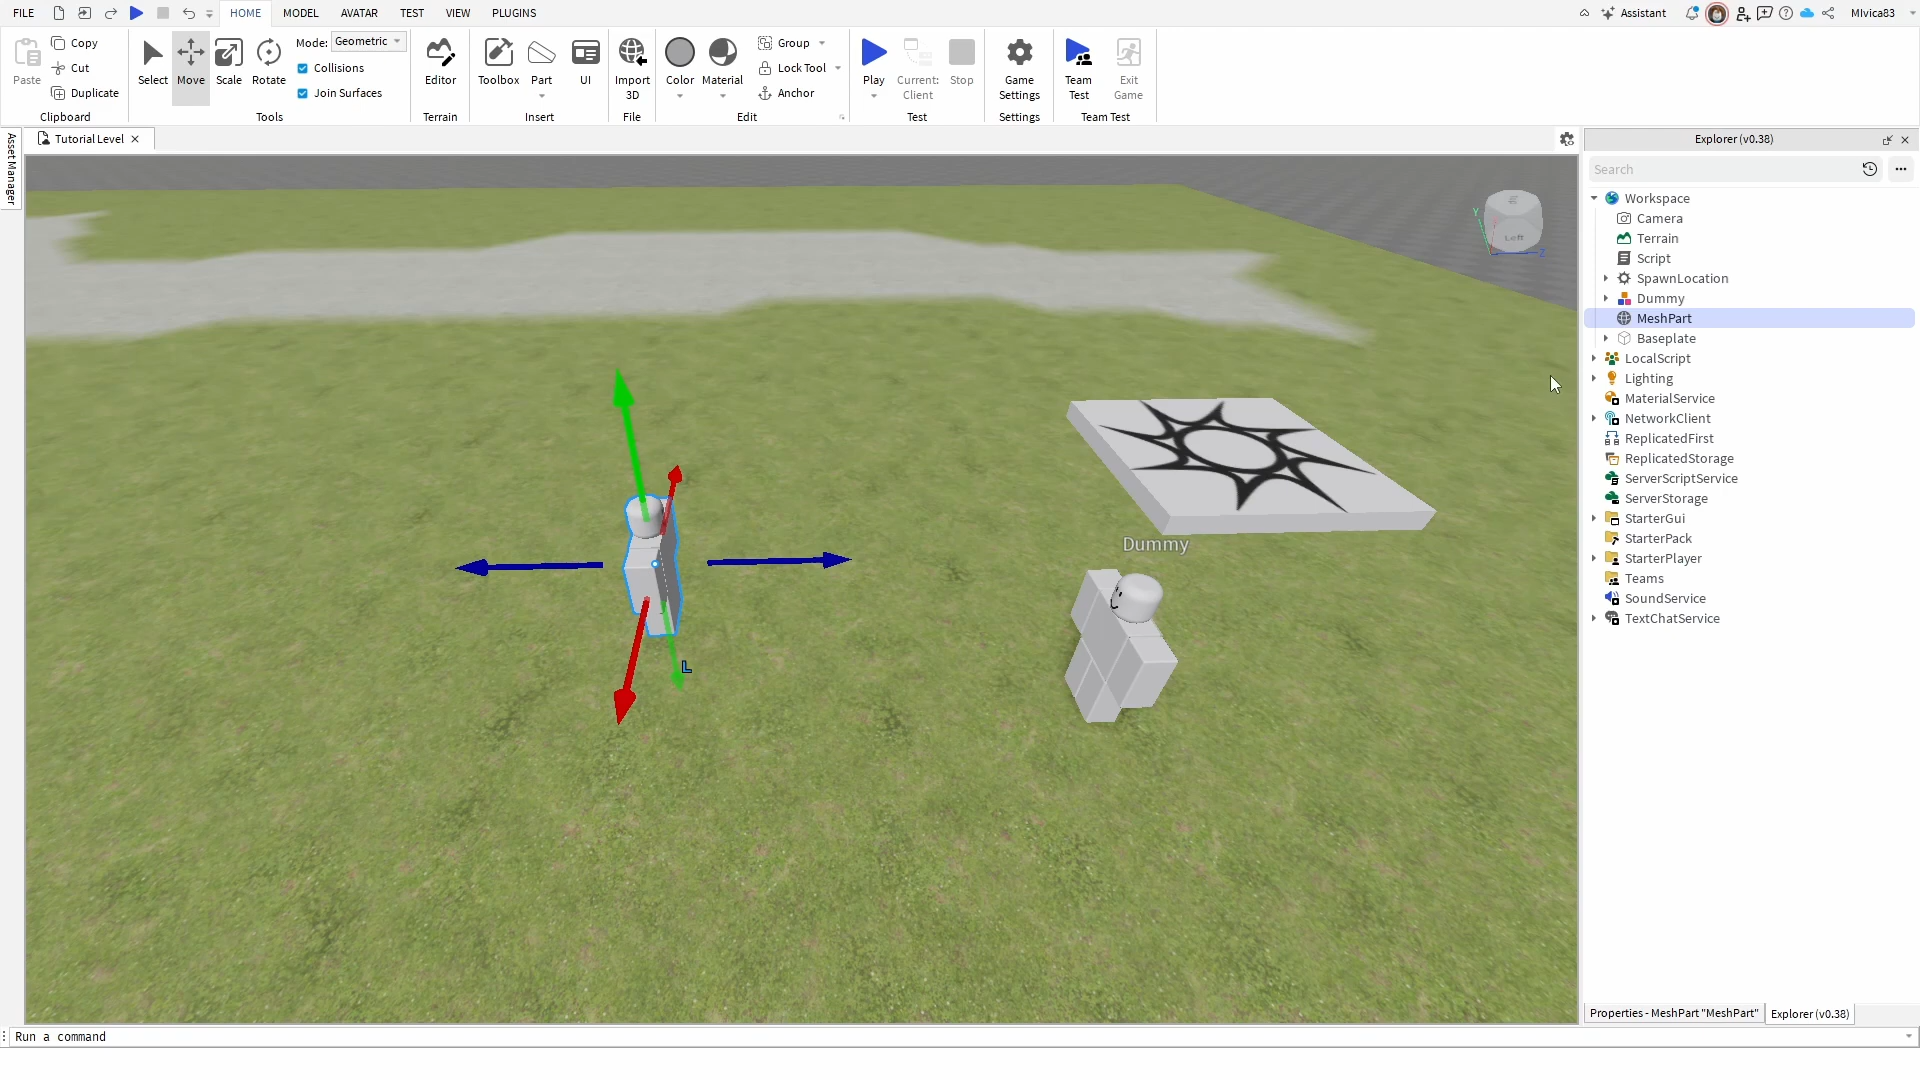 FILE
HOME
MODEL
AVATAR
TEST
VIEW
PLUGINS
Assistant
MIvica83
Paste
Copy
Cut
Duplicate
Clipboard
Select
Move
Scale
Rotate
Mode: Geometric
Collisions
Join Surfaces
Tools
Editor
Terrain
Toolbox
Part
UI
Insert
Import
3D
File
Color
Material
Group
Lock Tool
Anchor
Edit
Play
Current:
Client
Stop
Test
Game
Settings
Settings
Team
Test
Exit
Game
Team Test
Asset Manager
Tutorial Level
Y
Left
Z
L
Dummy
Explorer (v0.38)
Search
Workspace
Camera
Terrain
Script
SpawnLocation
Dummy
MeshPart
Baseplate
LocalScript
Lighting
MaterialService
NetworkClient
ReplicatedFirst
ReplicatedStorage
ServerScriptService
ServerStorage
StarterGui
StarterPack
StarterPlayer
Teams
SoundService
TextChatService
Properties - MeshPart "MeshPart"
Explorer (v0.38)
Run a command